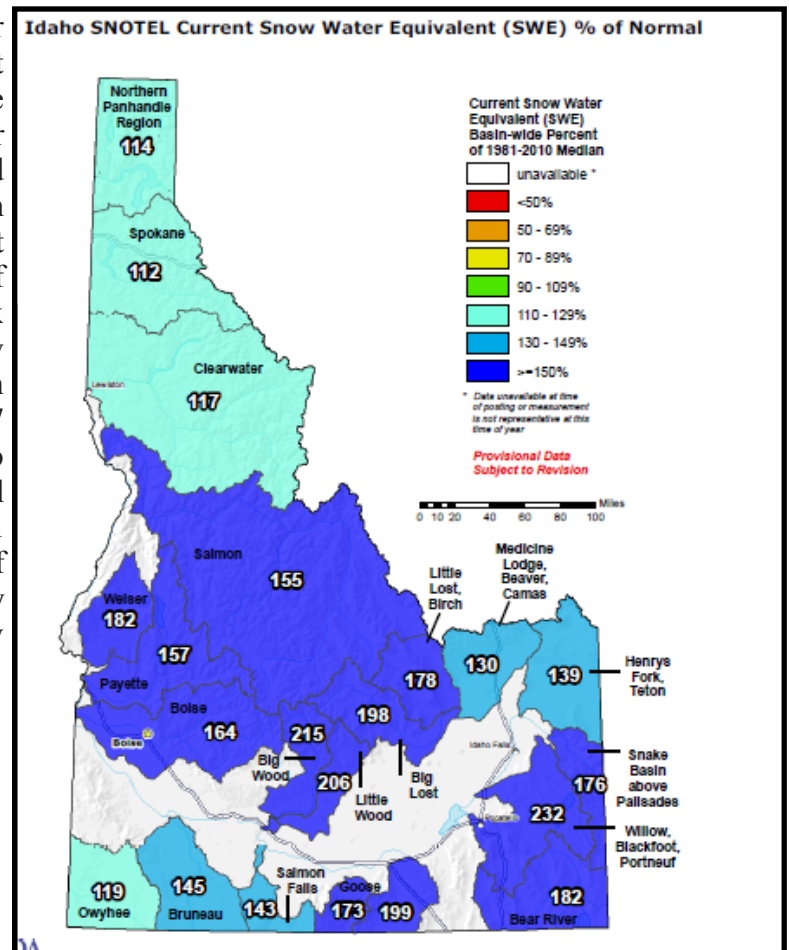 Idaho SNOTEL Current Snow Water Equivalent (SWE) % of Normal
Northern
Panhandle
Region
114
Current Snow Water
Equivalent (SWE)
Basin-wide Percent
of 1981-2010 Median
unavailable *
<50%
50 - 69%
70 - 89%
90 - 109%
110 - 129%
130 - 149%
>=150%
* Data unavailable at time
of posting or measurement
is not representative at this
time of year
Provisional Data
Subject to Revision
Miles
0 10 20 40 60 80 100
Spokane
112
Clearwater
117
Lewiston
Salmon
155
Weiser
182
157
Payette
Boise
Boise
164
215
Big
Wood
206
Little
Wood
198
Big
Lost
Little
Lost,
Birch
178
Medicine
Lodge,
Beaver,
Camas
130
139
Henrys
Fork,
Teton
Idaho Falls
Snake
Basin
above
Palisades
176
232
Willow,
Blackfoot,
Portneuf
182
Bear River
119
Owyhee
145
Bruneau
Salmon
Falls
143
Goose
173
199